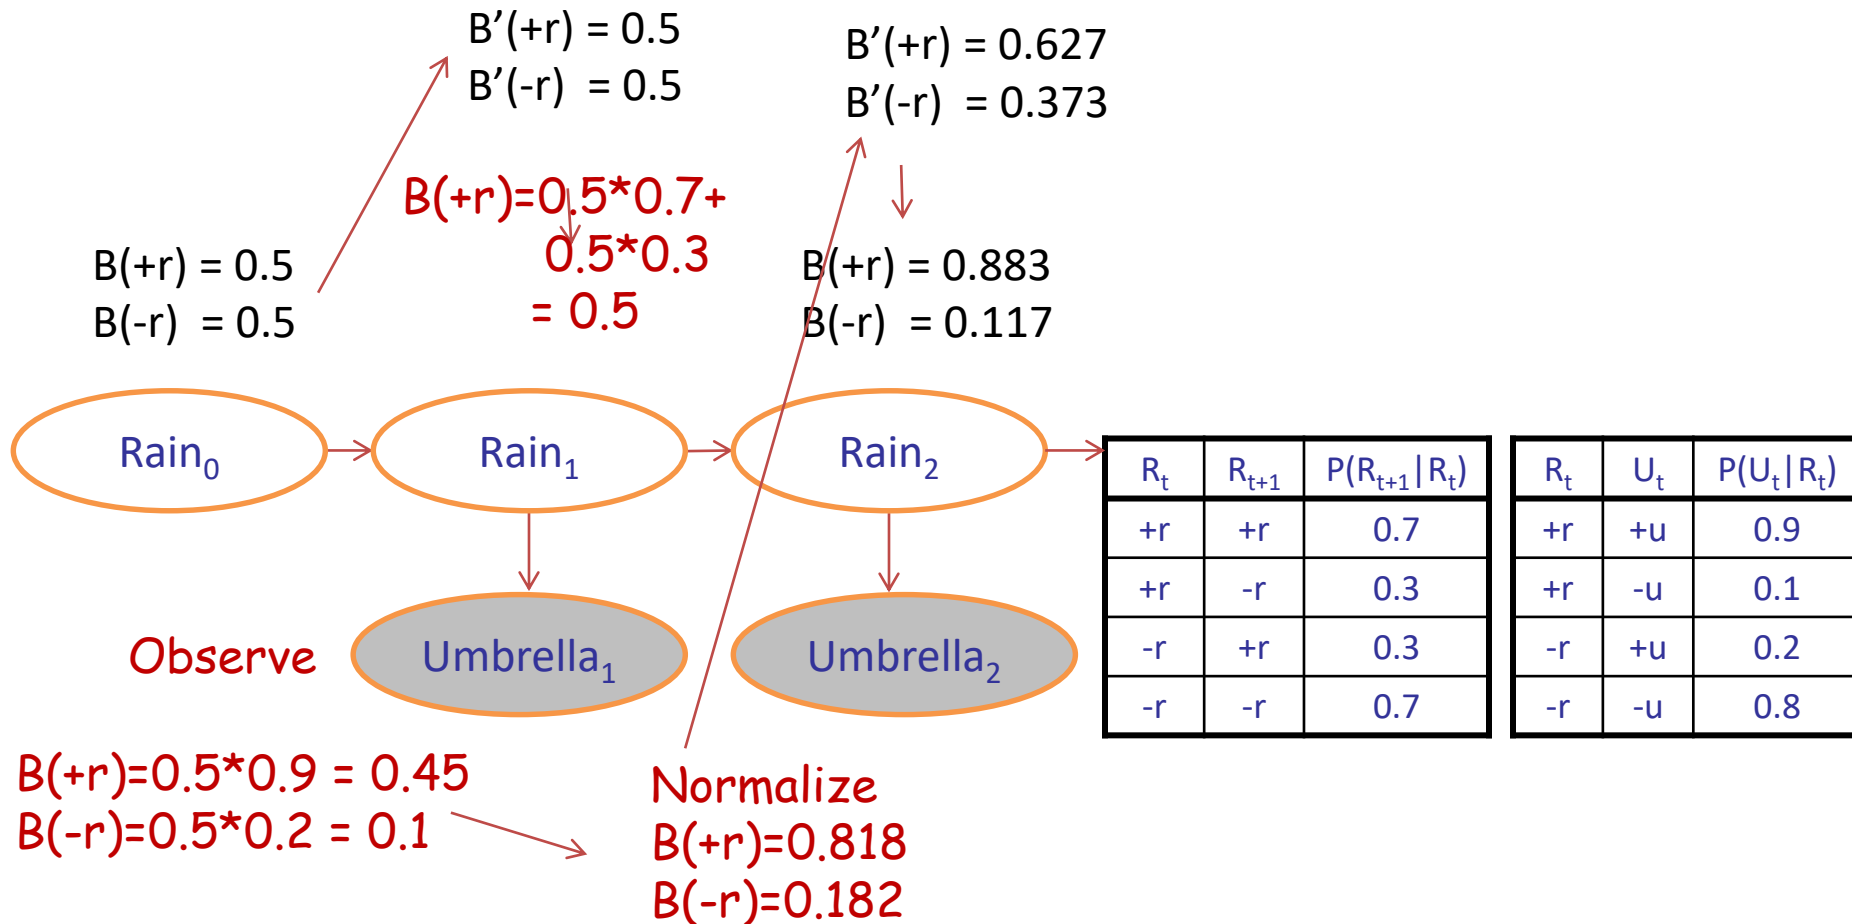 B’(+r) = 0.5
B’(-r) = 0.5
B’(+r) = 0.627
B’(-r) = 0.373
B(+r)=0.5*0.7+
0.5*0.3
= 0.5
B(+r) = 0.5
B(-r) = 0.5
B(+r) = 0.883
B(-r) = 0.117
Rain0
Rain1
Rain2
Rt Rt+1 P(Rt+1|Rt)
+r +r 0.7
+r -r 0.3
-r +r 0.3
-r -r 0.7
Rt Ut P(Ut|Rt)
+r +u 0.9
+r -u 0.1
-r +u 0.2
-r -u 0.8
Observe
Umbrella1
Umbrella2
B(+r)=0.5*0.9 = 0.45
B(-r)=0.5*0.2 = 0.1
Normalize
B(+r)=0.818
B(-r)=0.182